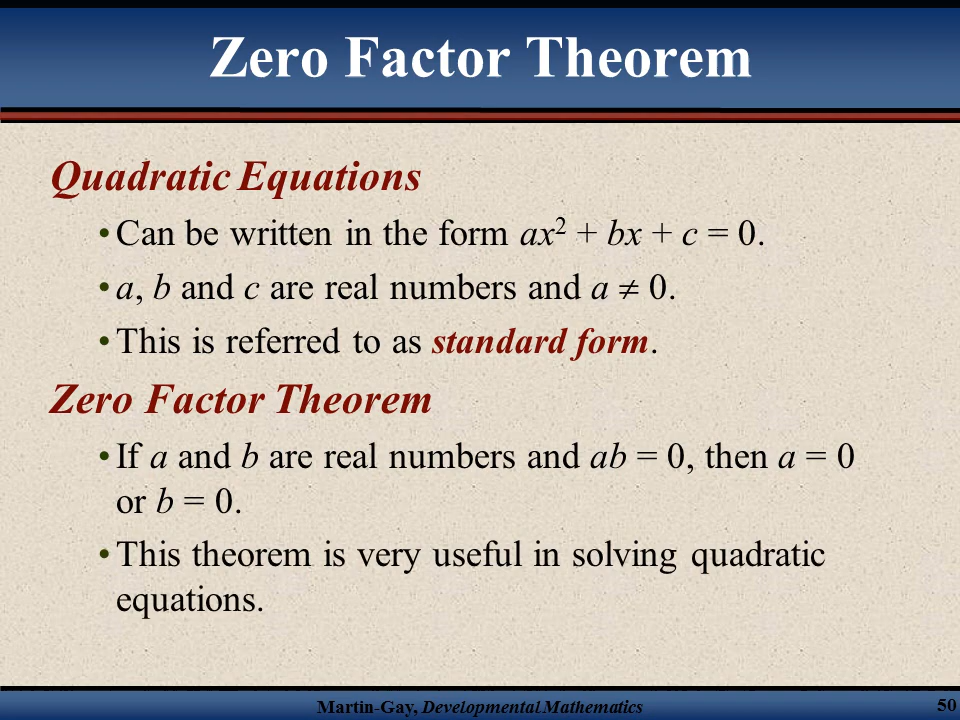 Zero Factor Theorem
Quadratic Equations
• Can be written in the form ax² + bx + c = 0.
• a, b and c are real numbers and a ≠ 0.
• This is referred to as standard form.
Zero Factor Theorem
• If a and b are real numbers and ab = 0, then a = 0
or b = 0.
• This theorem is very useful in solving quadratic
equations.
Martin-Gay, Developmental Mathematics 50